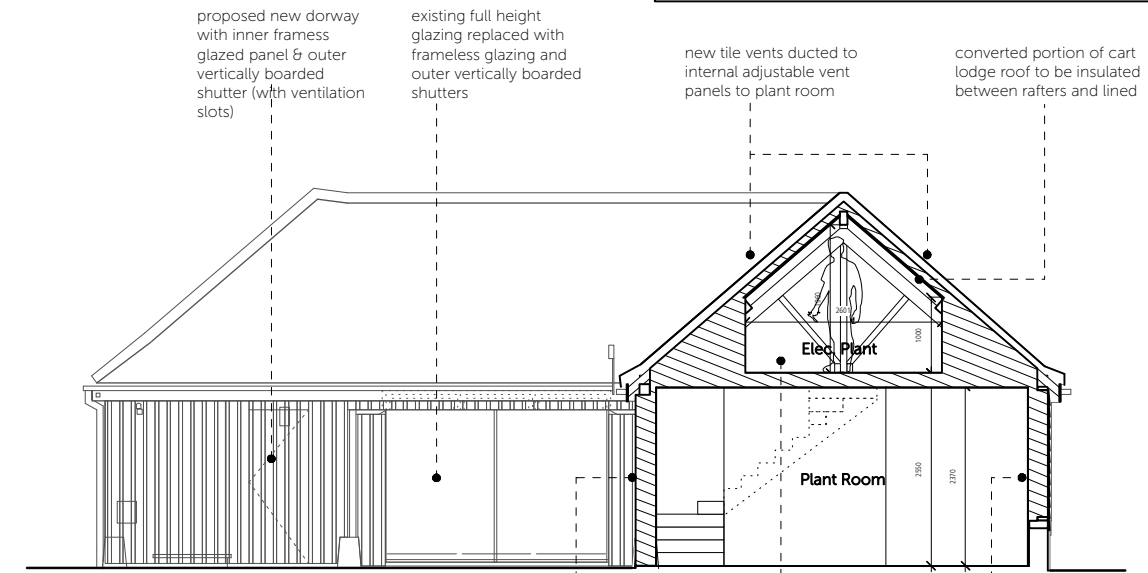 proposed new dorway
with inner framess
glazed panel & outer
vertically boarded
shutter (with ventilation
slots)
existing full height
glazing replaced with
frameless glazing and
outer vertically boarded
shutters
new tile vents ducted to
internal adjustable vent
panels to plant room
converted portion of cart
lodge roof to be insulated
between rafters and lined
2601
1000
Elec. Plant
Plant Room
2550
2370